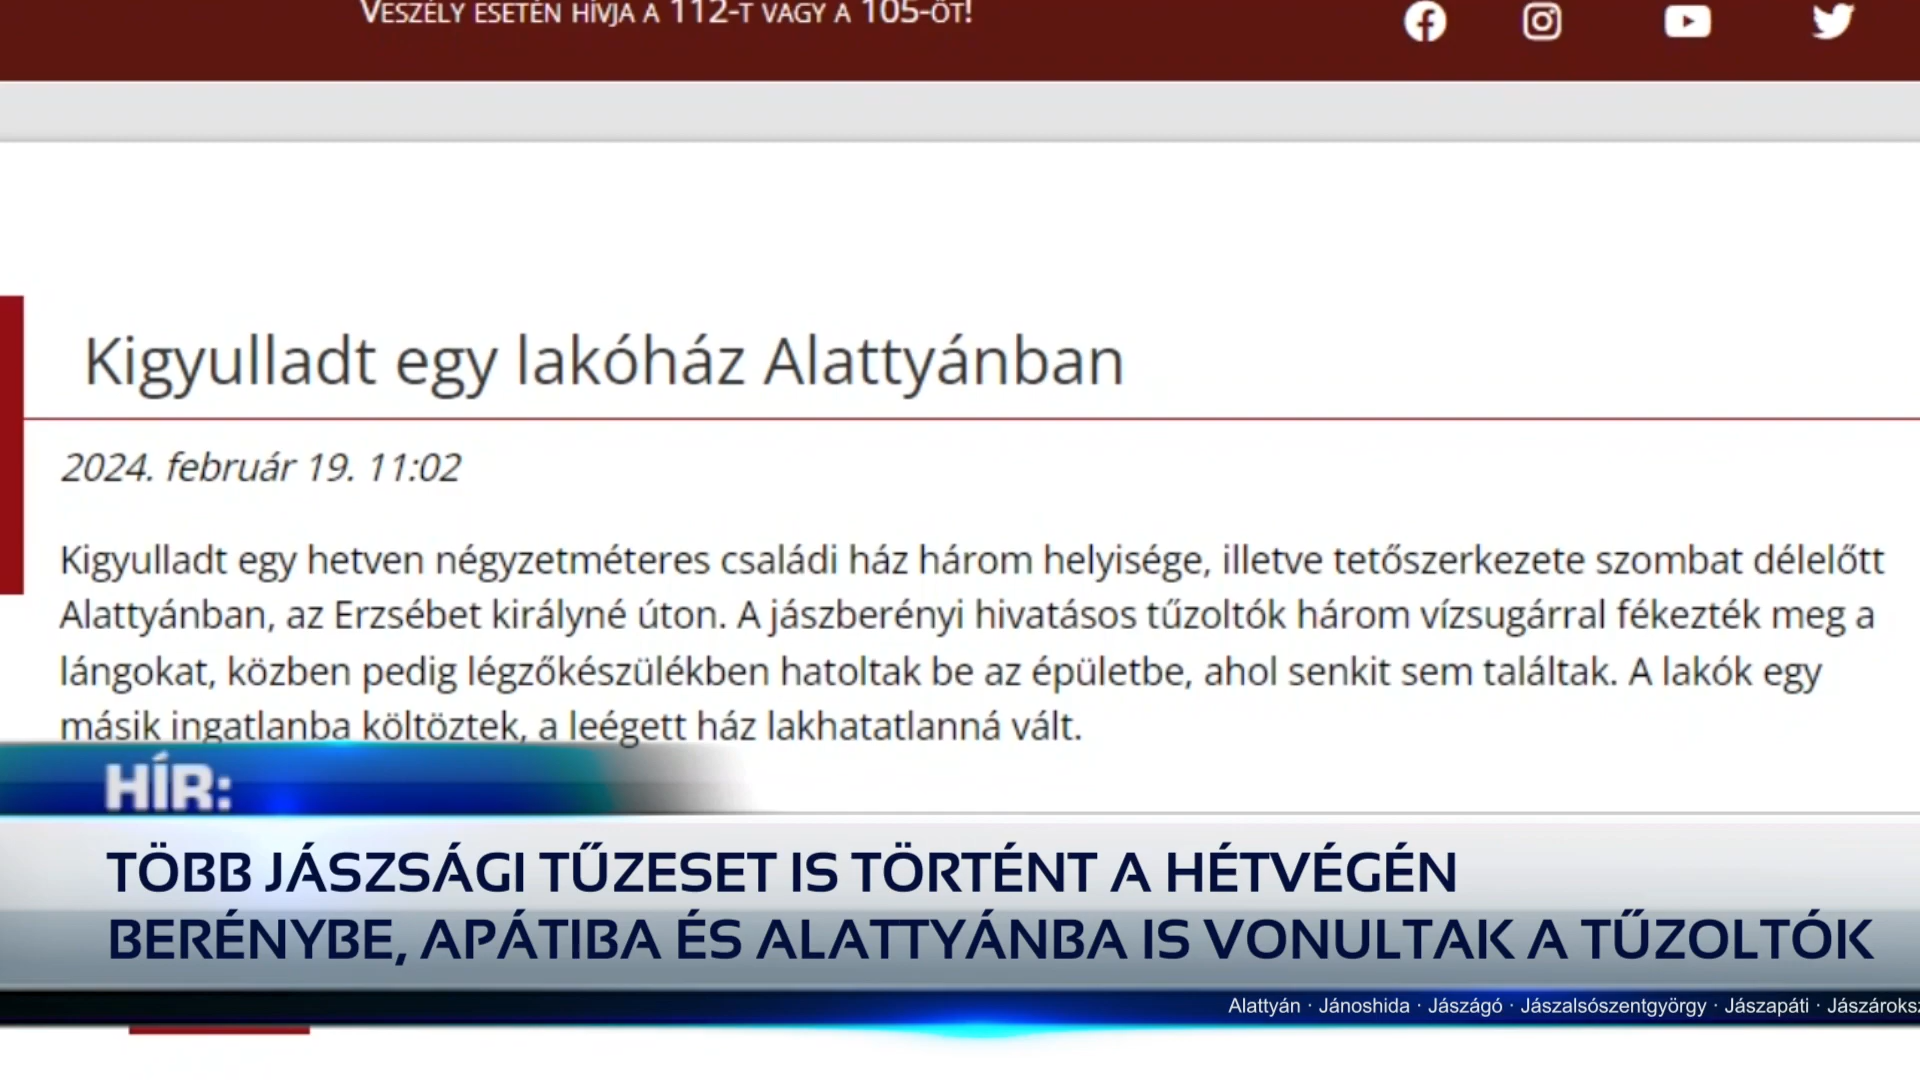 VESZÉLY ESETÉN HÍVJA A 112-T VAGY A 105-ÖT!
Kigyulladt egy lakóház Alattyánban
2024. február 19. 11:02
Kigyulladt egy hetven négyzetméteres családi ház három helyisége, illetve tetőszerkezete szombat délelőtt
Alattyánban, az Erzsébet királyné úton. A jászberényi hivatásos tűzoltók három vízsugárral fékezték meg a
lángokat, közben pedig légzőkészülékben hatoltak be az épületbe, ahol senkit sem találtak. A lakók egy
másik ingatlanba költöztek, a leégett ház lakhatatlanná vált.
HÍR:
TÖBB JÁSZSÁGI TŰZESET IS TÖRTÉNT A HÉTVÉGÉN
BERÉNYBE, APÁTIBA ÉS ALATTYÁNBA IS VONULTAK A TŰZOLTÓK
Alattyán · Jánoshida · Jászágó · Jászalsószentgyörgy · Jászapáti ·